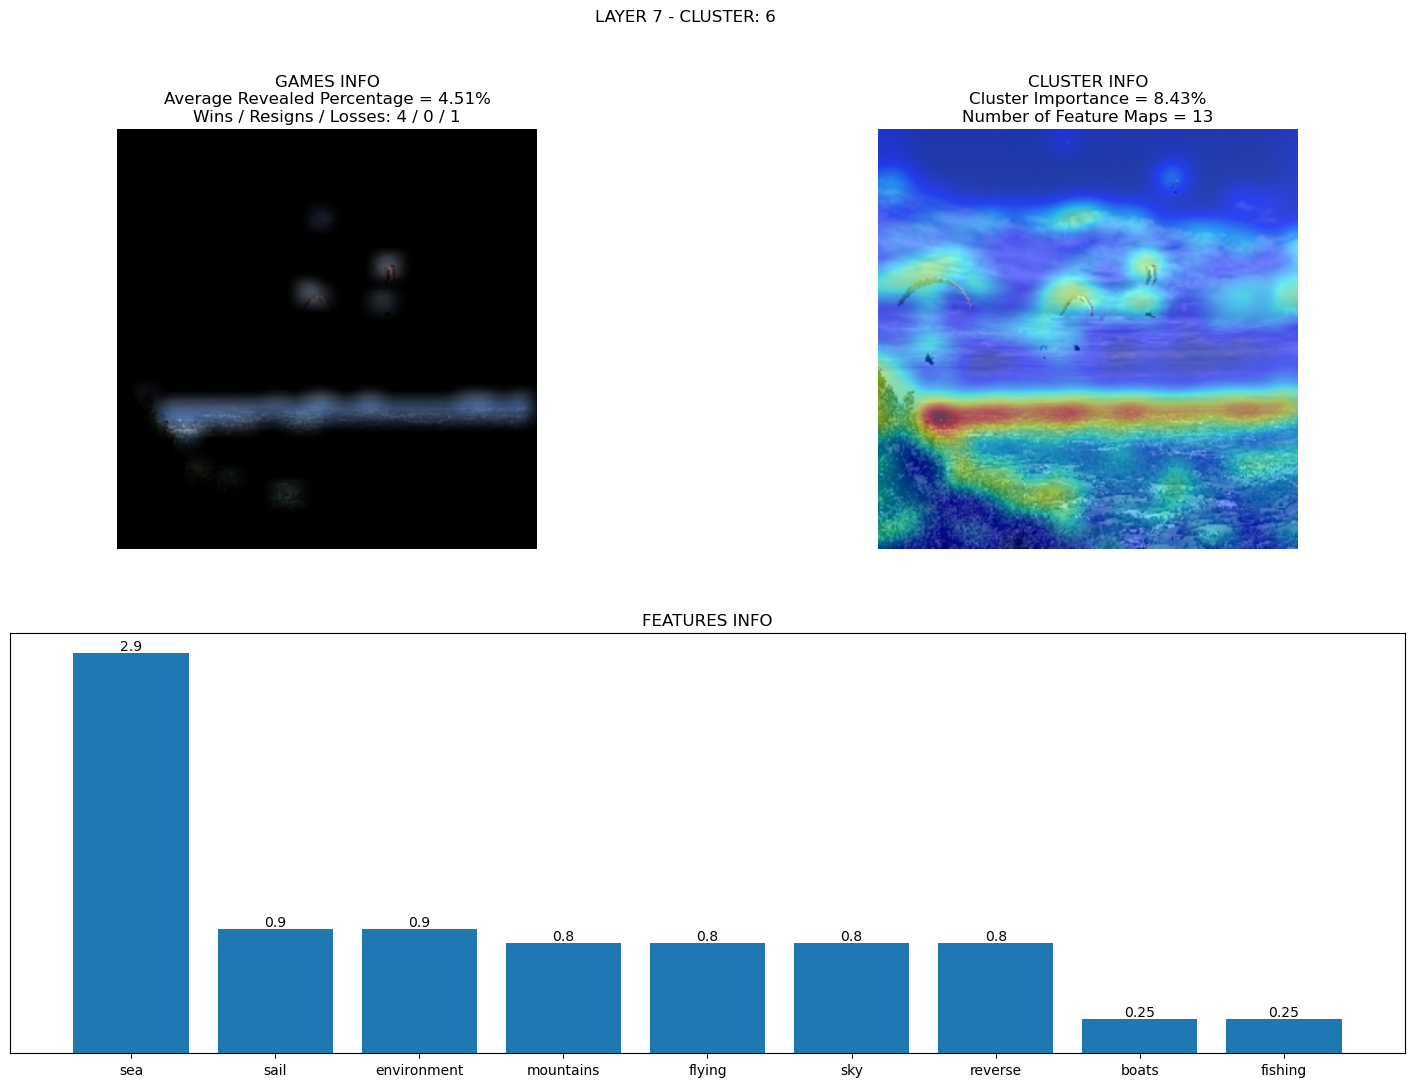 LAYER 7 - CLUSTER: 6
GAMES INFO
Average Revealed Percentage = 4.51%
Wins / Resigns / Losses: 4 / 0 / 1
CLUSTER INFO
Cluster Importance = 8.43%
Number of Feature Maps = 13
FEATURES INFO
2.9
0.9
0.9
0.8
0.8
0.8
0.8
0.25
0.25
sea
sail
environment
mountains
flying
sky
reverse
boats
fishing